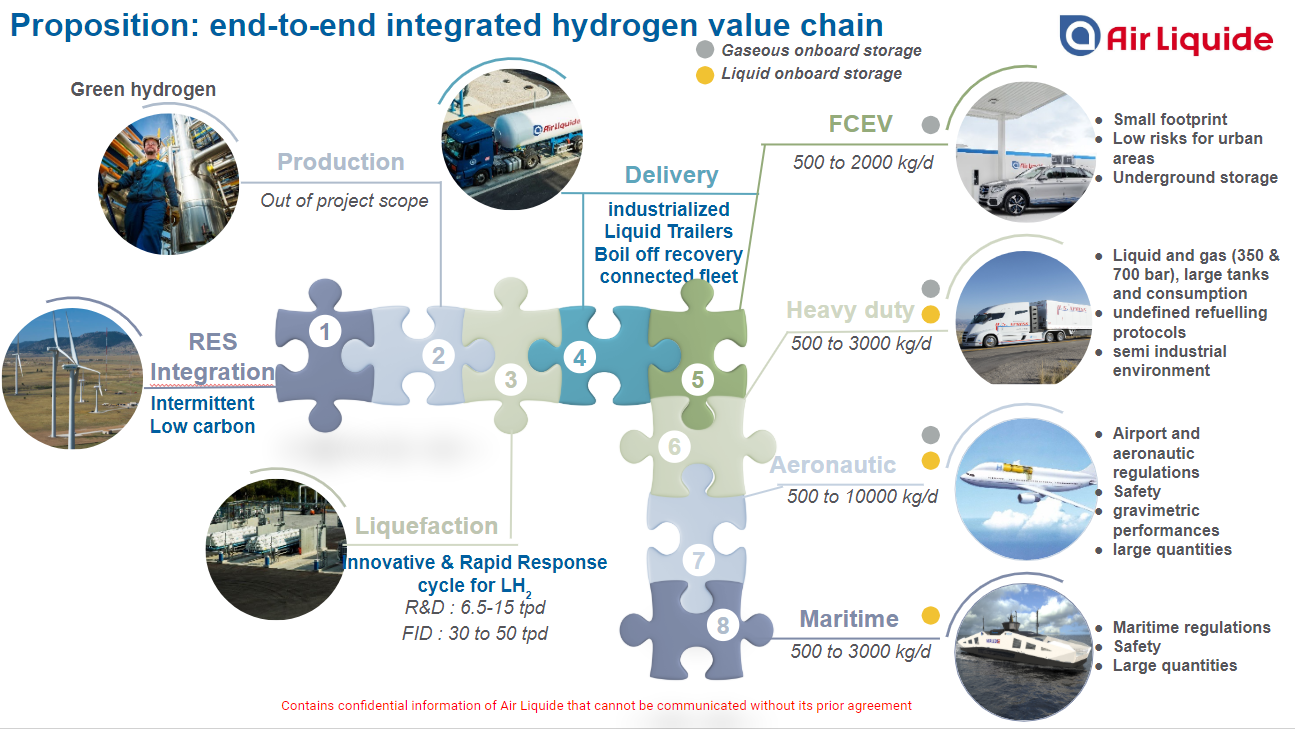 Proposition: end-to-end integrated hydrogen value chain
Gaseous onboard storage
Liquid onboard storage
Air Liquide
Green hydrogen
Production
Out of project scope
Air Liquide
Delivery
industrialized
Liquid Trailers
Boil off recovery
connected fleet
FCEV
500 to 2000 kg/d
Air Liquide
Small footprint
Low risks for urban
areas
Underground storage
RES
Integration
Intermittent
Low carbon
1
2
3
4
5
6
7
8
Heavy duty
500 to 3000 kg/d
Liquid and gas (350 &
700 bar), large tanks
and consumption
undefined refuelling
protocols
semi industrial
environment
Aeronautic
500 to 10000 kg/d
Airport and
aeronautic
regulations
Safety
gravimetric
performances
large quantities
Liquefaction
Innovative & Rapid Response
cycle for LH2
R&D : 6.5-15 tpd
FID : 30 to 50 tpd
Maritime
500 to 3000 kg/d
Maritime regulations
Safety
Large quantities
Contains confidential information of Air Liquide that cannot be communicated without its prior agreement